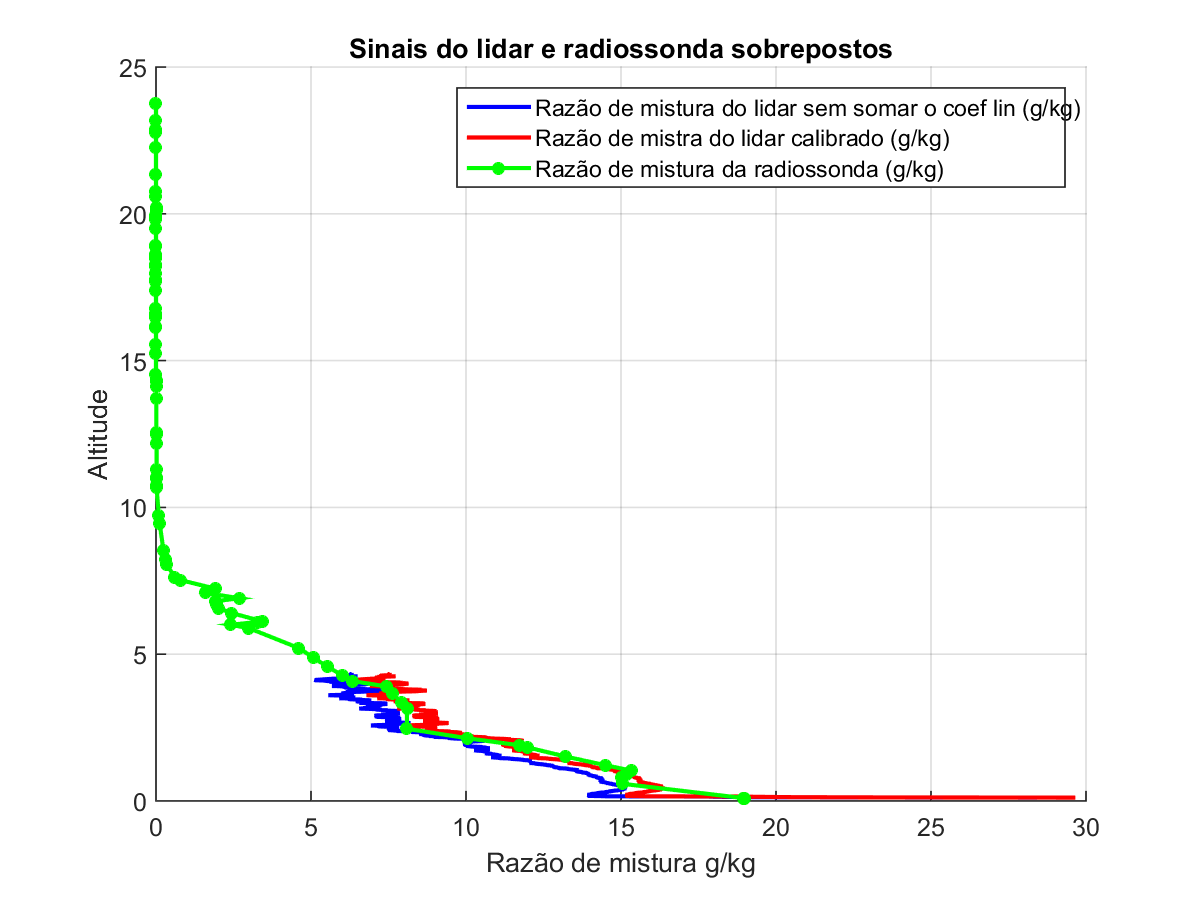 Sinais do lidar e radiossonda sobrepostos
25
20
15
10
5
0
Altitude
Razão de mistura do lidar sem somar o coef lin (g/kg)
Razão de mistra do lidar calibrado (g/kg)
Razão de mistura da radiossonda (g/kg)
0 5 10 15 20 25 30
Razão de mistura g/kg